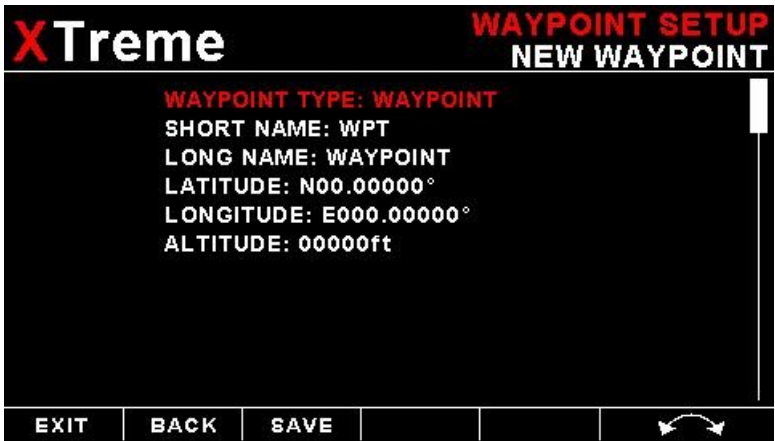 XTreme
WAYPOINT SETUP
NEW WAYPOINT
WAYPOINT TYPE: WAYPOINT
SHORT NAME: WPT
LONG NAME: WAYPOINT
LATITUDE: N00.00000°
LONGITUDE: E000.00000°
ALTITUDE: 00000ft
EXIT BACK SAVE